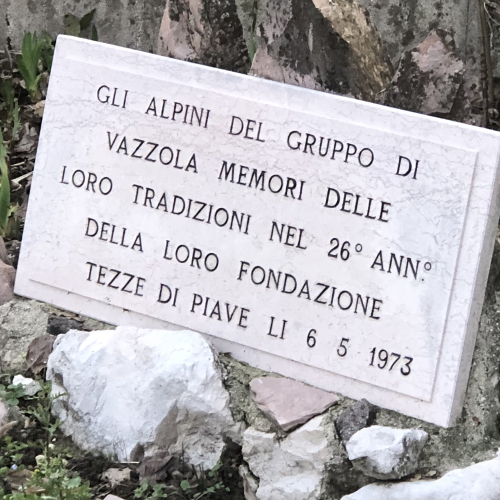 GLI ALPINI DEL GRUPPO DI
VAZZOLA MEMORI DELLE
LORO TRADIZIONI NEL 26° ANN.°
DELLA LORO FONDAZIONE
TEZZE DI PIAVE LI 6 5 1973